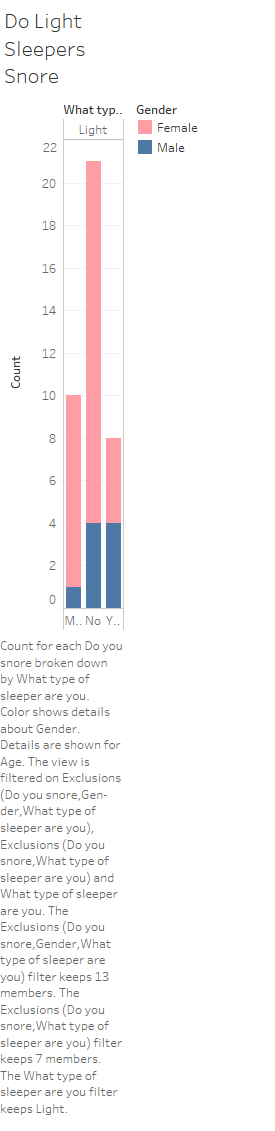 Do Light
Sleepers
Snore
What typ.. Gender
Light
Female
Male
22
20
18
16
14
12
10
8
6
4
2
0
Count
M.. No Y..
Count for each Do you
snore broken down
by What type of
sleeper are you.
Color shows details
about Gender.
Details are shown for
Age. The view is
filtered on Exclusions
(Do you snore,Gen-
der,What type of
sleeper are you),
Exclusions (Do you
snore,What type of
sleeper are you) and
What type of sleeper
are you. The
Exclusions (Do you
snore,Gender,What
type of sleeper are
you) filter keeps 13
members. The
Exclusions (Do you
snore,What type of
sleeper are you) filter
keeps 7 members.
The What type of
sleeper are you filter
keeps Light.